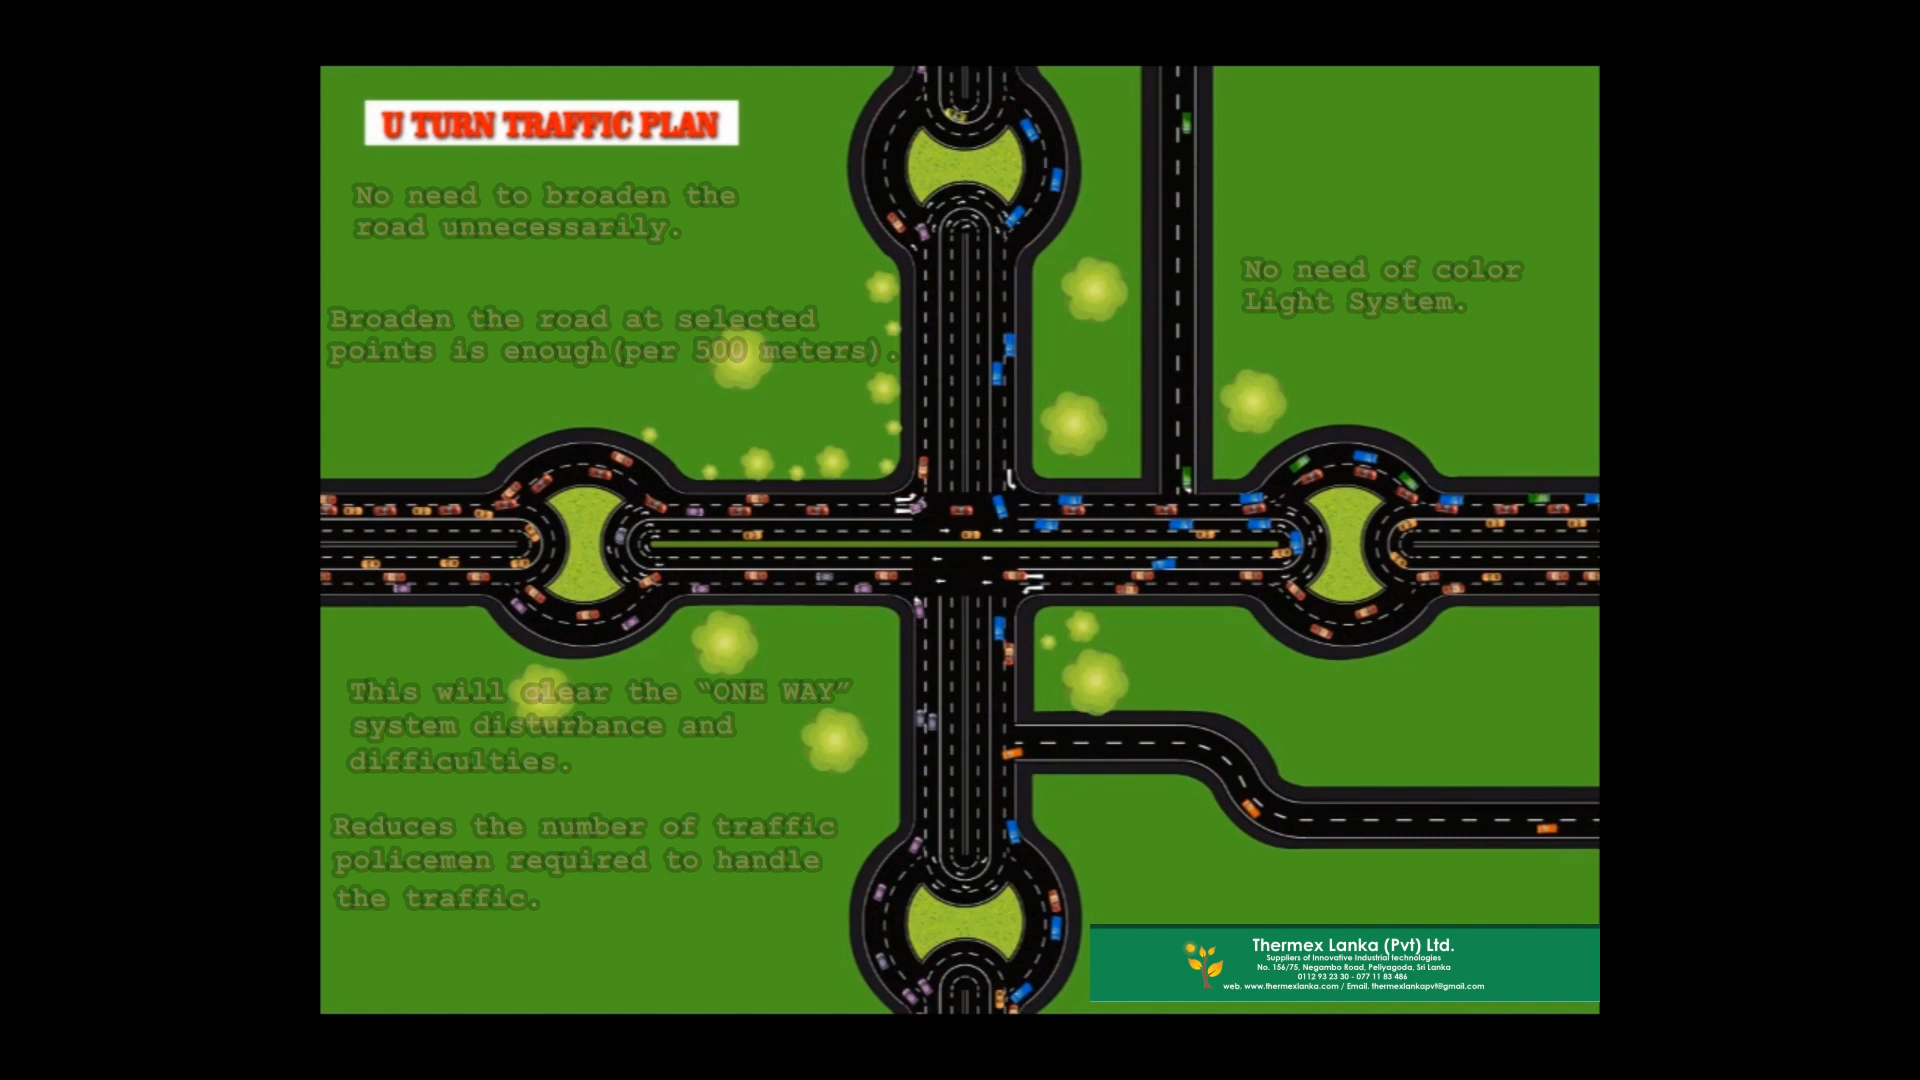 U TURN TRAFFIC PLAN
No need to broaden the
road unnecessarily.
Broaden the road at selected
points is enough(per 500 meters).
No need of color
Light System.
This will clear the “ONE WAY”
system disturbance and
difficulties.
Reduces the number of traffic
policemen required to handle
the traffic.
Thermex Lanka (Pvt) Ltd.
Suppliers of Innovative Industrial technologies
No. 156/75, Negambo Road, Peliyagoda, Sri Lanka
0112 93 23 30 - 077 11 83 486
web. www.thermexlanka.com / Email. thermexlankapvt@gmail.com